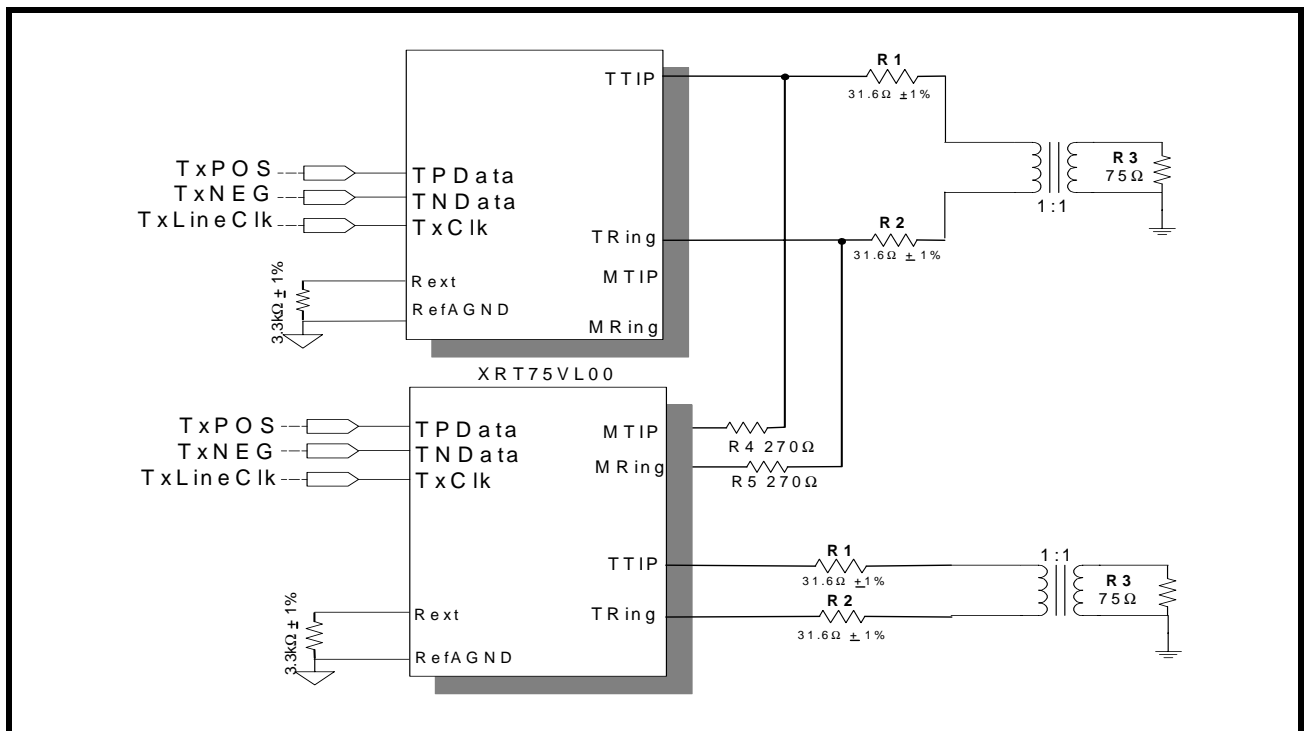 TTIP
R1
31.6Ω ±1%
TxPOS
TPData
TxNEG
TNData
TxLineClk
TxClk
R3
75Ω
1:1
TRing
R2
31.6Ω ± 1%
Rext
MTIP
3.3kΩ ± 1%
RefAGND
MRing
XRT75VL00
TxPOS
TPData
TxNEG
TNData
TxLineClk
TxClk
MTIP
R4 270Ω
MRing
R5 270Ω
TTIP
R1
31.6Ω ±1%
1:1
R3
75Ω
TRing
R2
31.6Ω ± 1%
Rext
3.3kΩ ± 1%
RefAGND